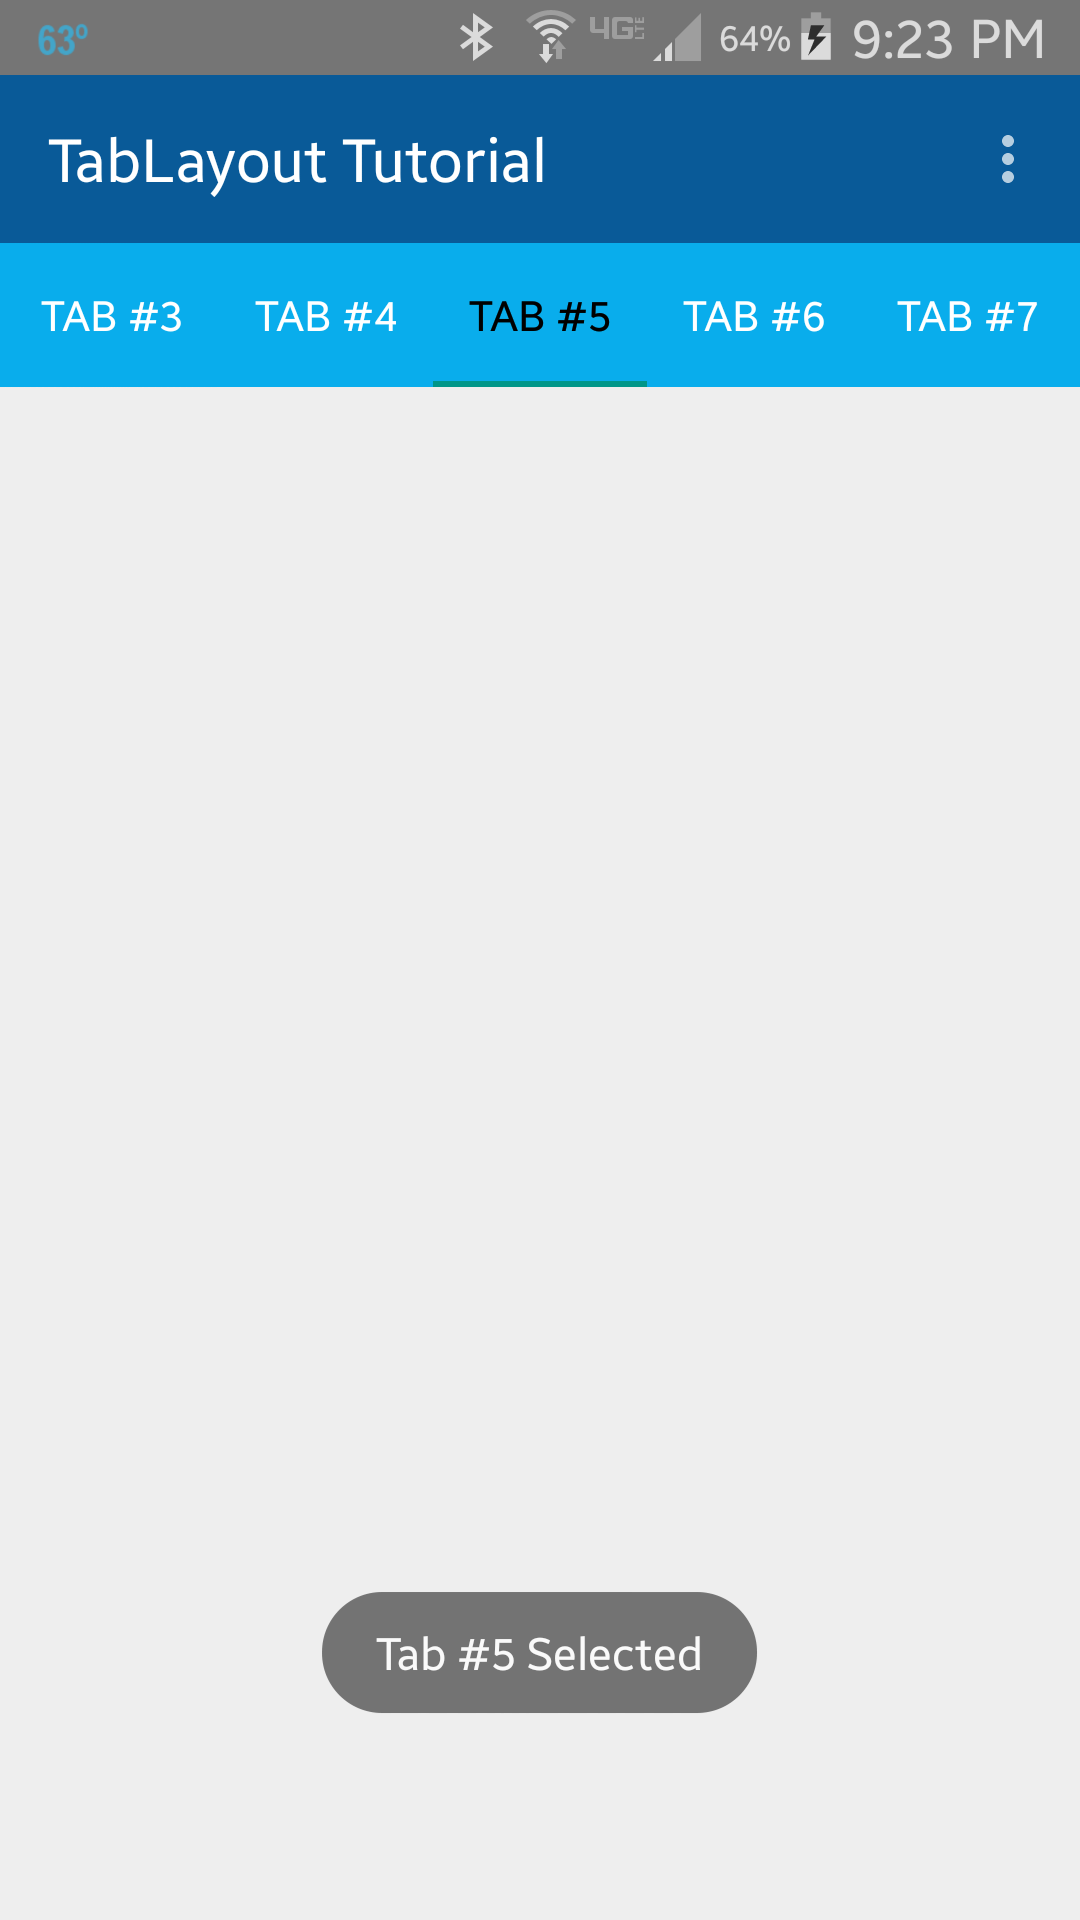 63° 4G LTE 64% 9:23 PM
TabLayout Tutorial
TAB #3 TAB #4 TAB #5 TAB #6 TAB #7
Tab #5 Selected